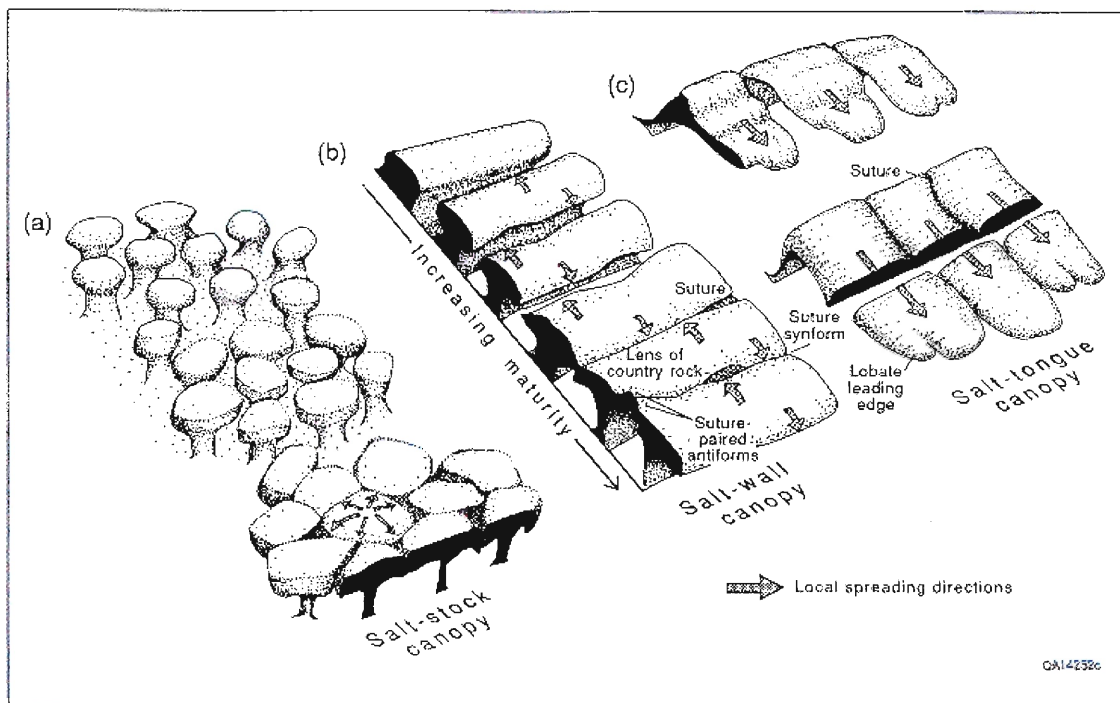 (a)
Salt-stock
canopy
(b)
Increasing maturity
Suture
Lens of
country rock
Suture-
paired
antiforms
Salt-wall
canopy
(c)
Suture
Suture
synform
Lobate
leading
edge
Salt-tongue
canopy
Local spreading directions
QA14252c